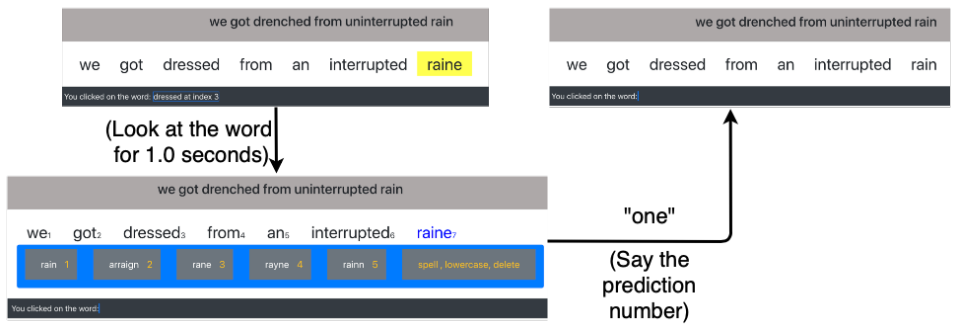 we got drenched from uninterrupted rain
we got dressed from an interrupted raine
You clicked on the word: dressed at index 3
(Look at the word
for 1.0 seconds)
we got drenched from uninterrupted rain
we1 got2 dressed3 from4 an5 interrupted6 raine7
rain 1 arraign 2 rane 3 rayne 4 rainn 5 spell , lowercase, delete
You clicked on the word:
"one"
(Say the
prediction
number)
we got drenched from uninterrupted rain
we got dressed from an interrupted rain
You clicked on the word: